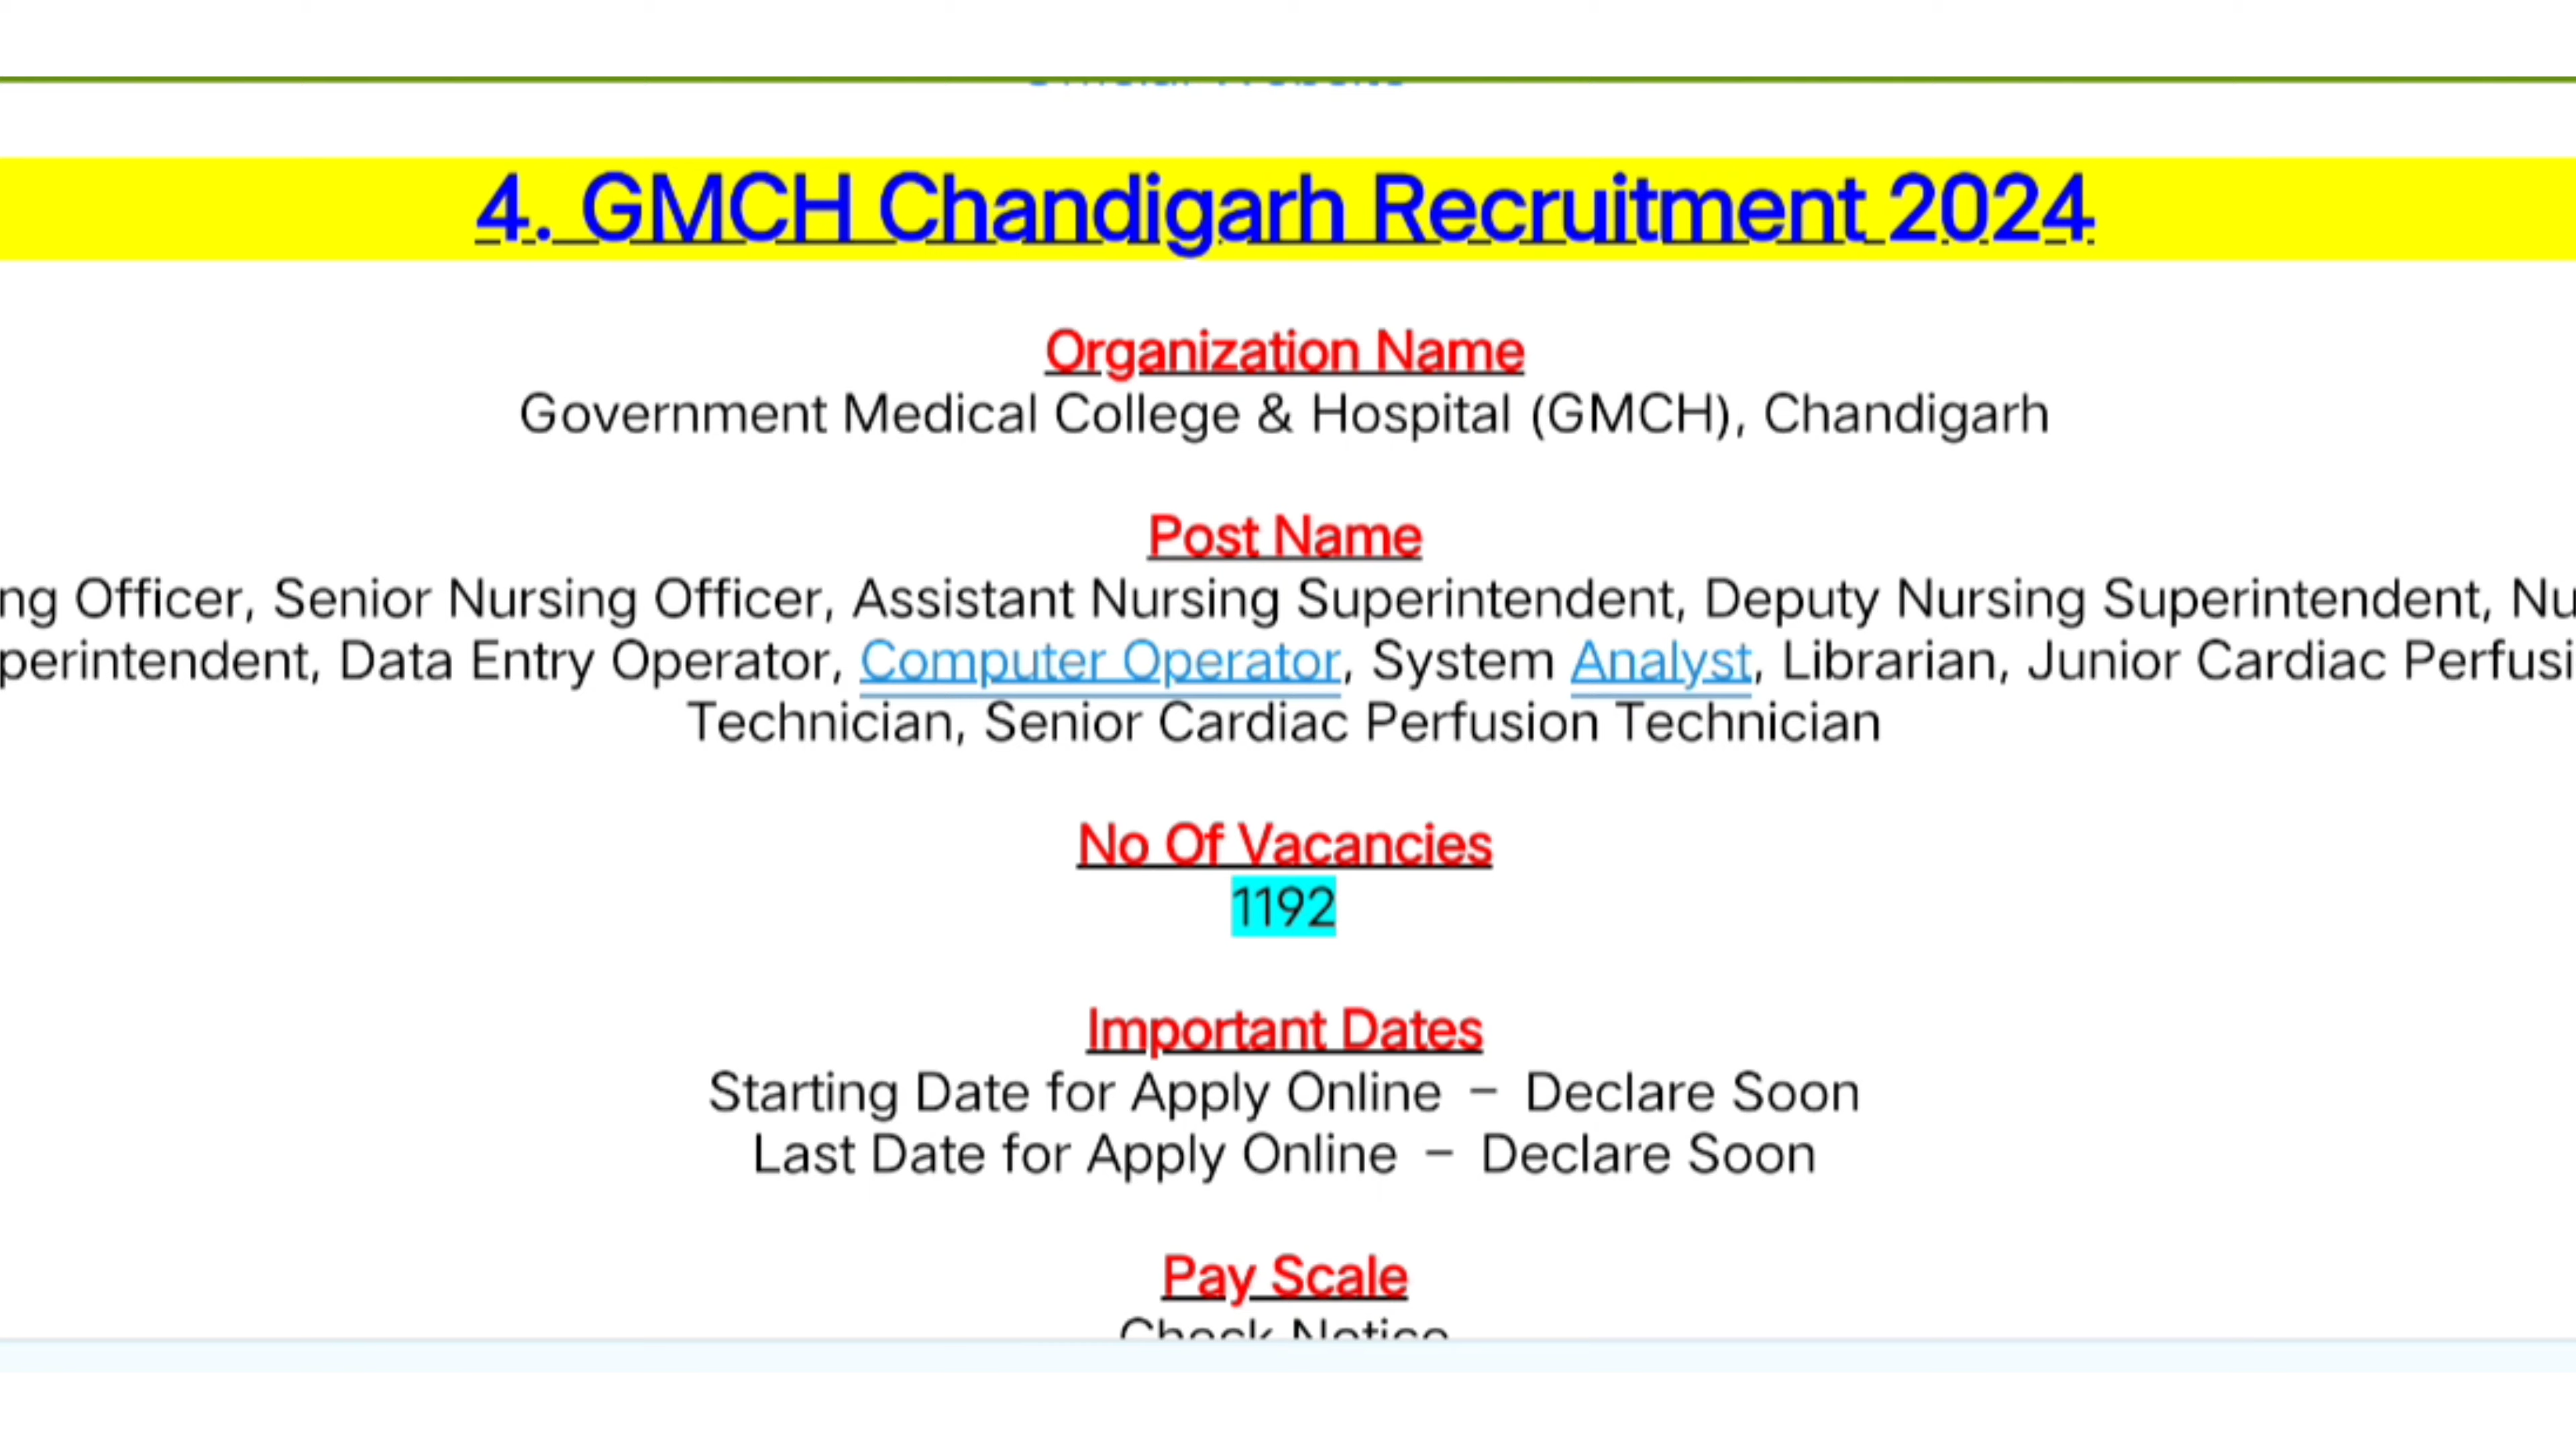 4. GMCH Chandigarh Recruitment 2024
Organization Name
Government Medical College & Hospital (GMCH), Chandigarh
Post Name
ng Officer, Senior Nursing Officer, Assistant Nursing Superintendent, Deputy Nursing Superintendent, Nu
perintendent, Data Entry Operator, Computer Operator, System Analyst, Librarian, Junior Cardiac Perfusi
Technician, Senior Cardiac Perfusion Technician
No Of Vacancies
1192
Important Dates
Starting Date for Apply Online – Declare Soon
Last Date for Apply Online – Declare Soon
Pay Scale
Check Notice